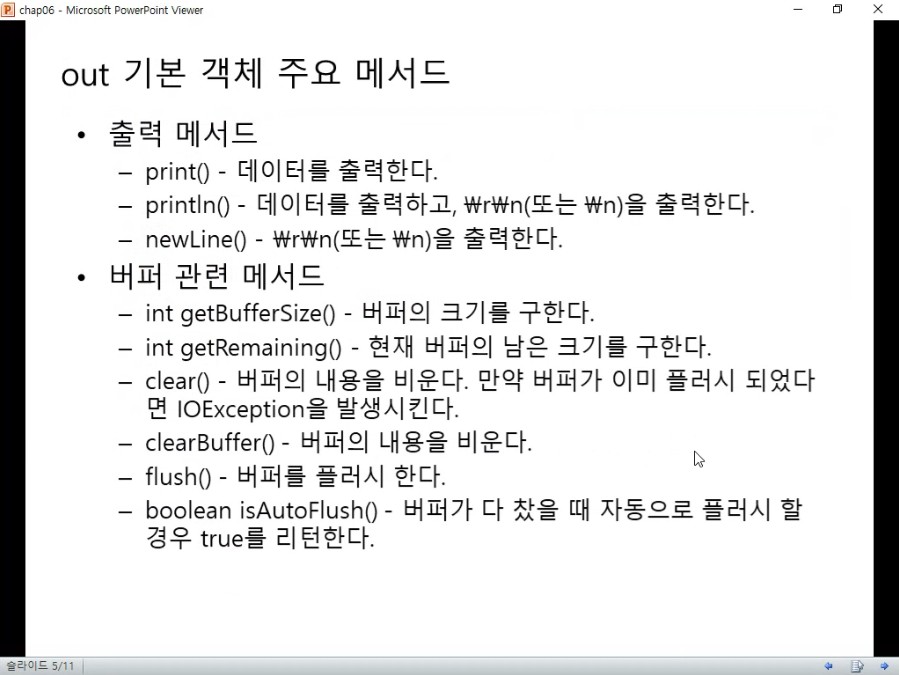 chap06 - Microsoft PowerPoint Viewer
out 기본 객체 주요 메서드
• 출력 메서드
– print() - 데이터를 출력한다.
– println() - 데이터를 출력하고, ₩r₩n(또는 ₩n)을 출력한다.
– newLine() - ₩r₩n(또는 ₩n)을 출력한다.
• 버퍼 관련 메서드
– int getBufferSize() - 버퍼의 크기를 구한다.
– int getRemaining() - 현재 버퍼의 남은 크기를 구한다.
– clear() - 버퍼의 내용을 비운다. 만약 버퍼가 이미 플러시 되었다
면 IOException을 발생시킨다.
– clearBuffer() - 버퍼의 내용을 비운다.
– flush() - 버퍼를 플러시 한다.
– boolean isAutoFlush() - 버퍼가 다 찼을 때 자동으로 플러시 할
경우 true를 리턴한다.
슬라이드 5/11